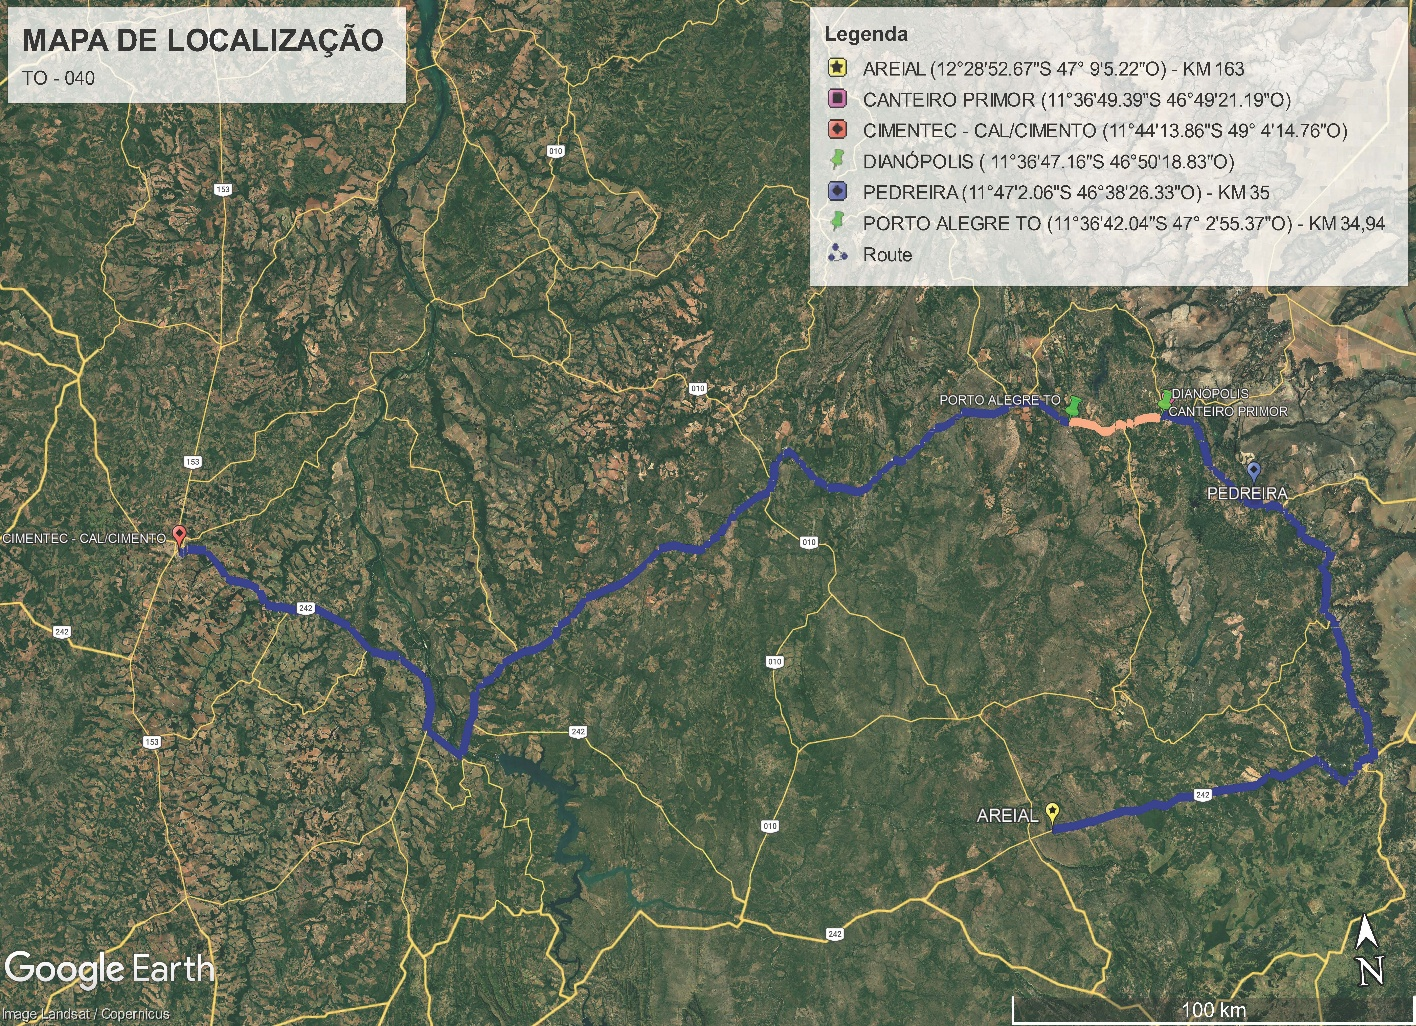 MAPA DE LOCALIZAÇÃO
TO - 040
Legenda
AREIAL (12°28'52.67"S 47° 9'5.22"O) - KM 163
CANTEIRO PRIMOR (11°36'49.39"S 46°49'21.19"O)
CIMENTEC - CAL/CIMENTO (11°44'13.86"S 49° 4'14.76"O)
DIANÓPOLIS ( 11°36'47.16"S 46°50'18.83"O)
PEDREIRA (11°47'2.06"S 46°38'26.33"O) - KM 35
PORTO ALEGRE TO (11°36'42.04"S 47° 2'55.37"O) - KM 34,94
Route
010
153
010
PORTO ALEGRE TO
DIANÓPOLIS
CANTEIRO PRIMOR
153
PEDREIRA
CIMENTEC - CAL/CIMENTO
010
242
242
010
242
153
242
AREIAL
010
242
Google Earth
N
100 km
Image Landsat / Copernicus